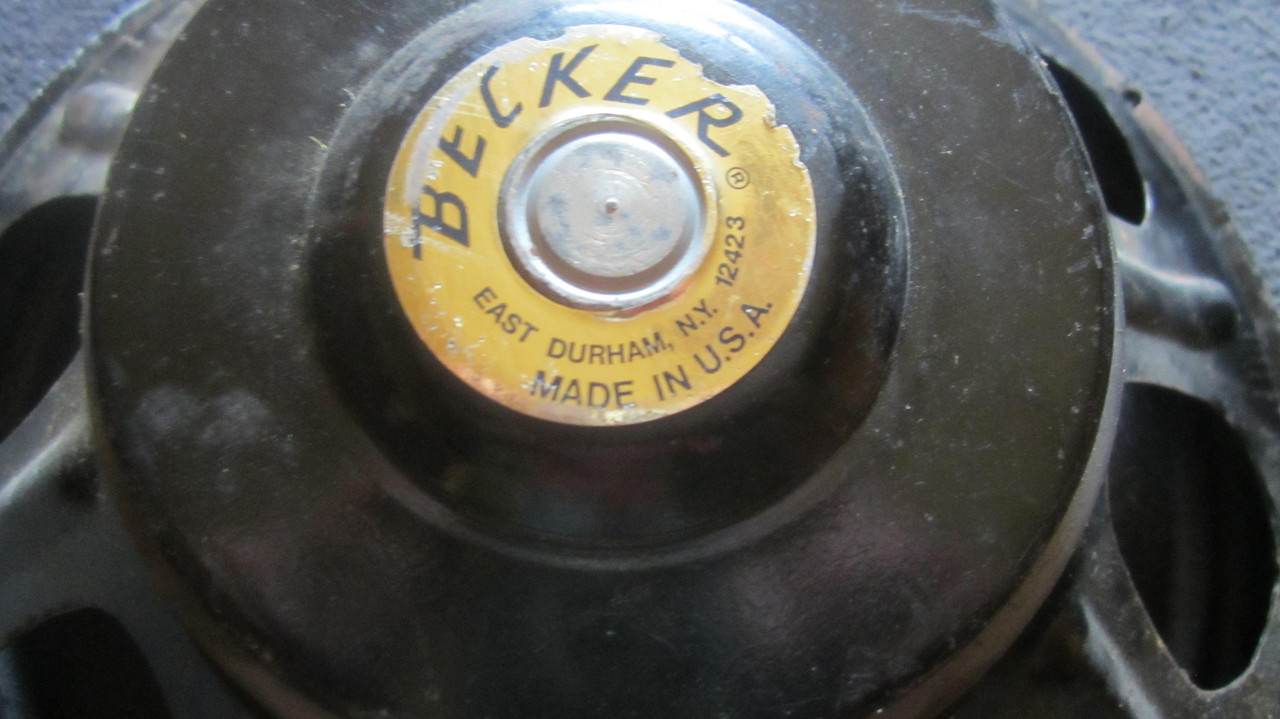 BECKER®
EAST DURHAM, N.Y. 12423
MADE IN U.S.A.